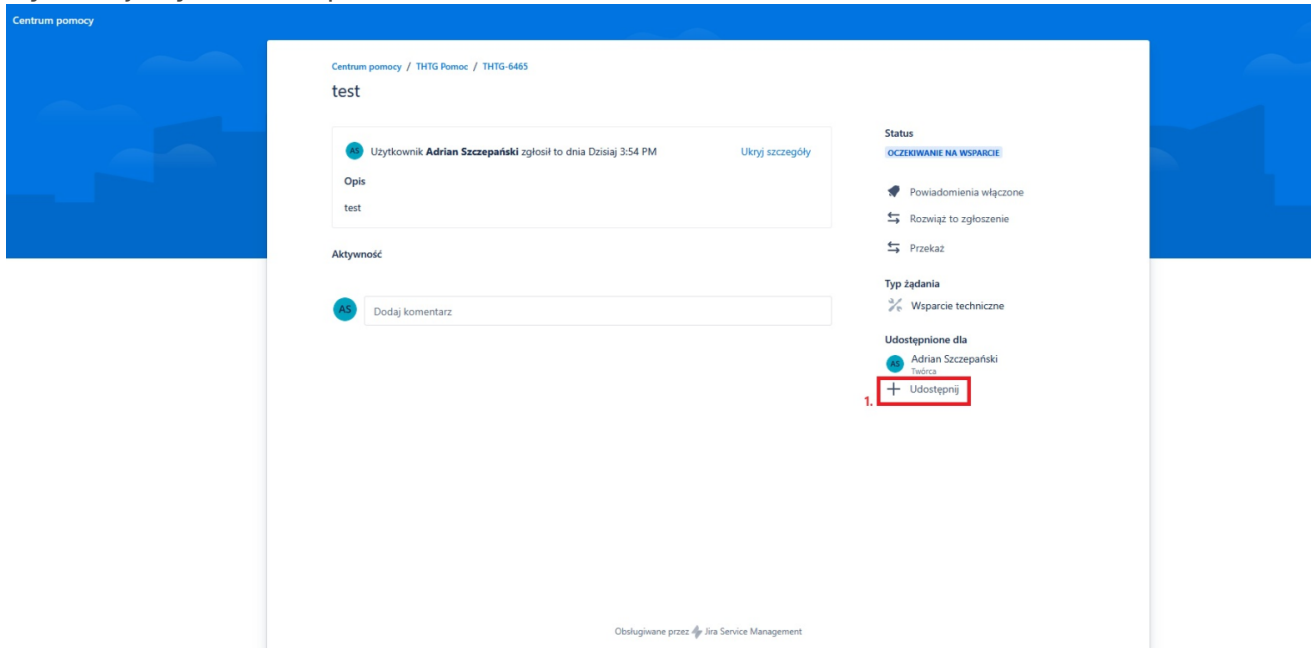 Centrum pomocy
Centrum pomocy / THTG Pomoc / THTG-6465
test
AS Użytkownik Adrian Szczepański zgłosił to dnia Dzisiaj 3:54 PM Ukryj szczegóły
Opis
test
Aktywność
AS Dodaj komentarz
Status
OCZEKIWANIE NA WSPARCIE
Powiadomienia włączone
Rozwiąż to zgłoszenie
Przekaż
Typ żądania
Wsparcie techniczne
Udostępnione dla
AS Adrian Szczepański
Twórca
Udostępnij
1.
Obsługiwane przez Jira Service Management